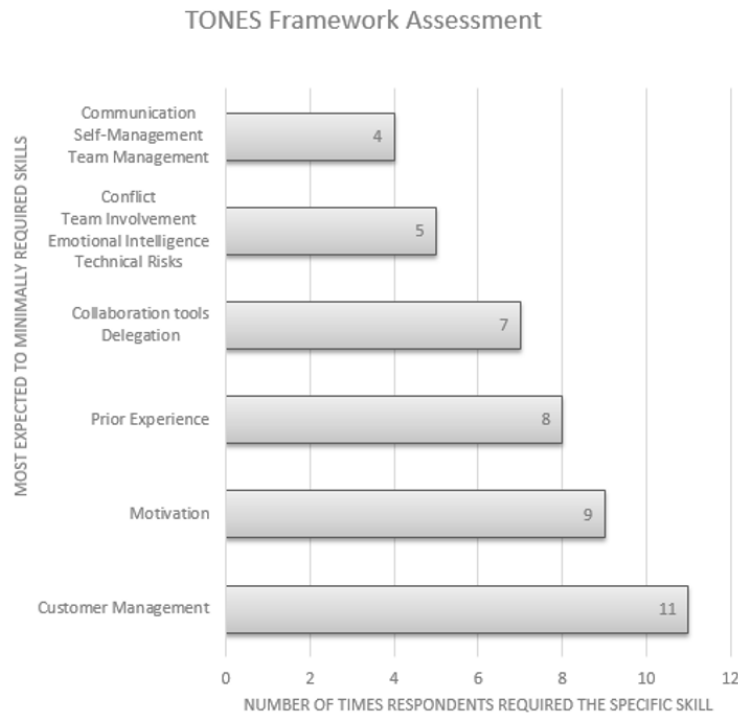 TONES Framework Assessment
MOST EXPECTED TO MINIMALLY REQUIRED SKILLS
Communication
Self-Management
Team Management
4
Conflict
Team Involvement
Emotional Intelligence
Technical Risks
5
Collaboration tools
Delegation
7
Prior Experience
8
Motivation
9
Customer Management
11
0 2 4 6 8 10 12
NUMBER OF TIMES RESPONDENTS REQUIRED THE SPECIFIC SKILL